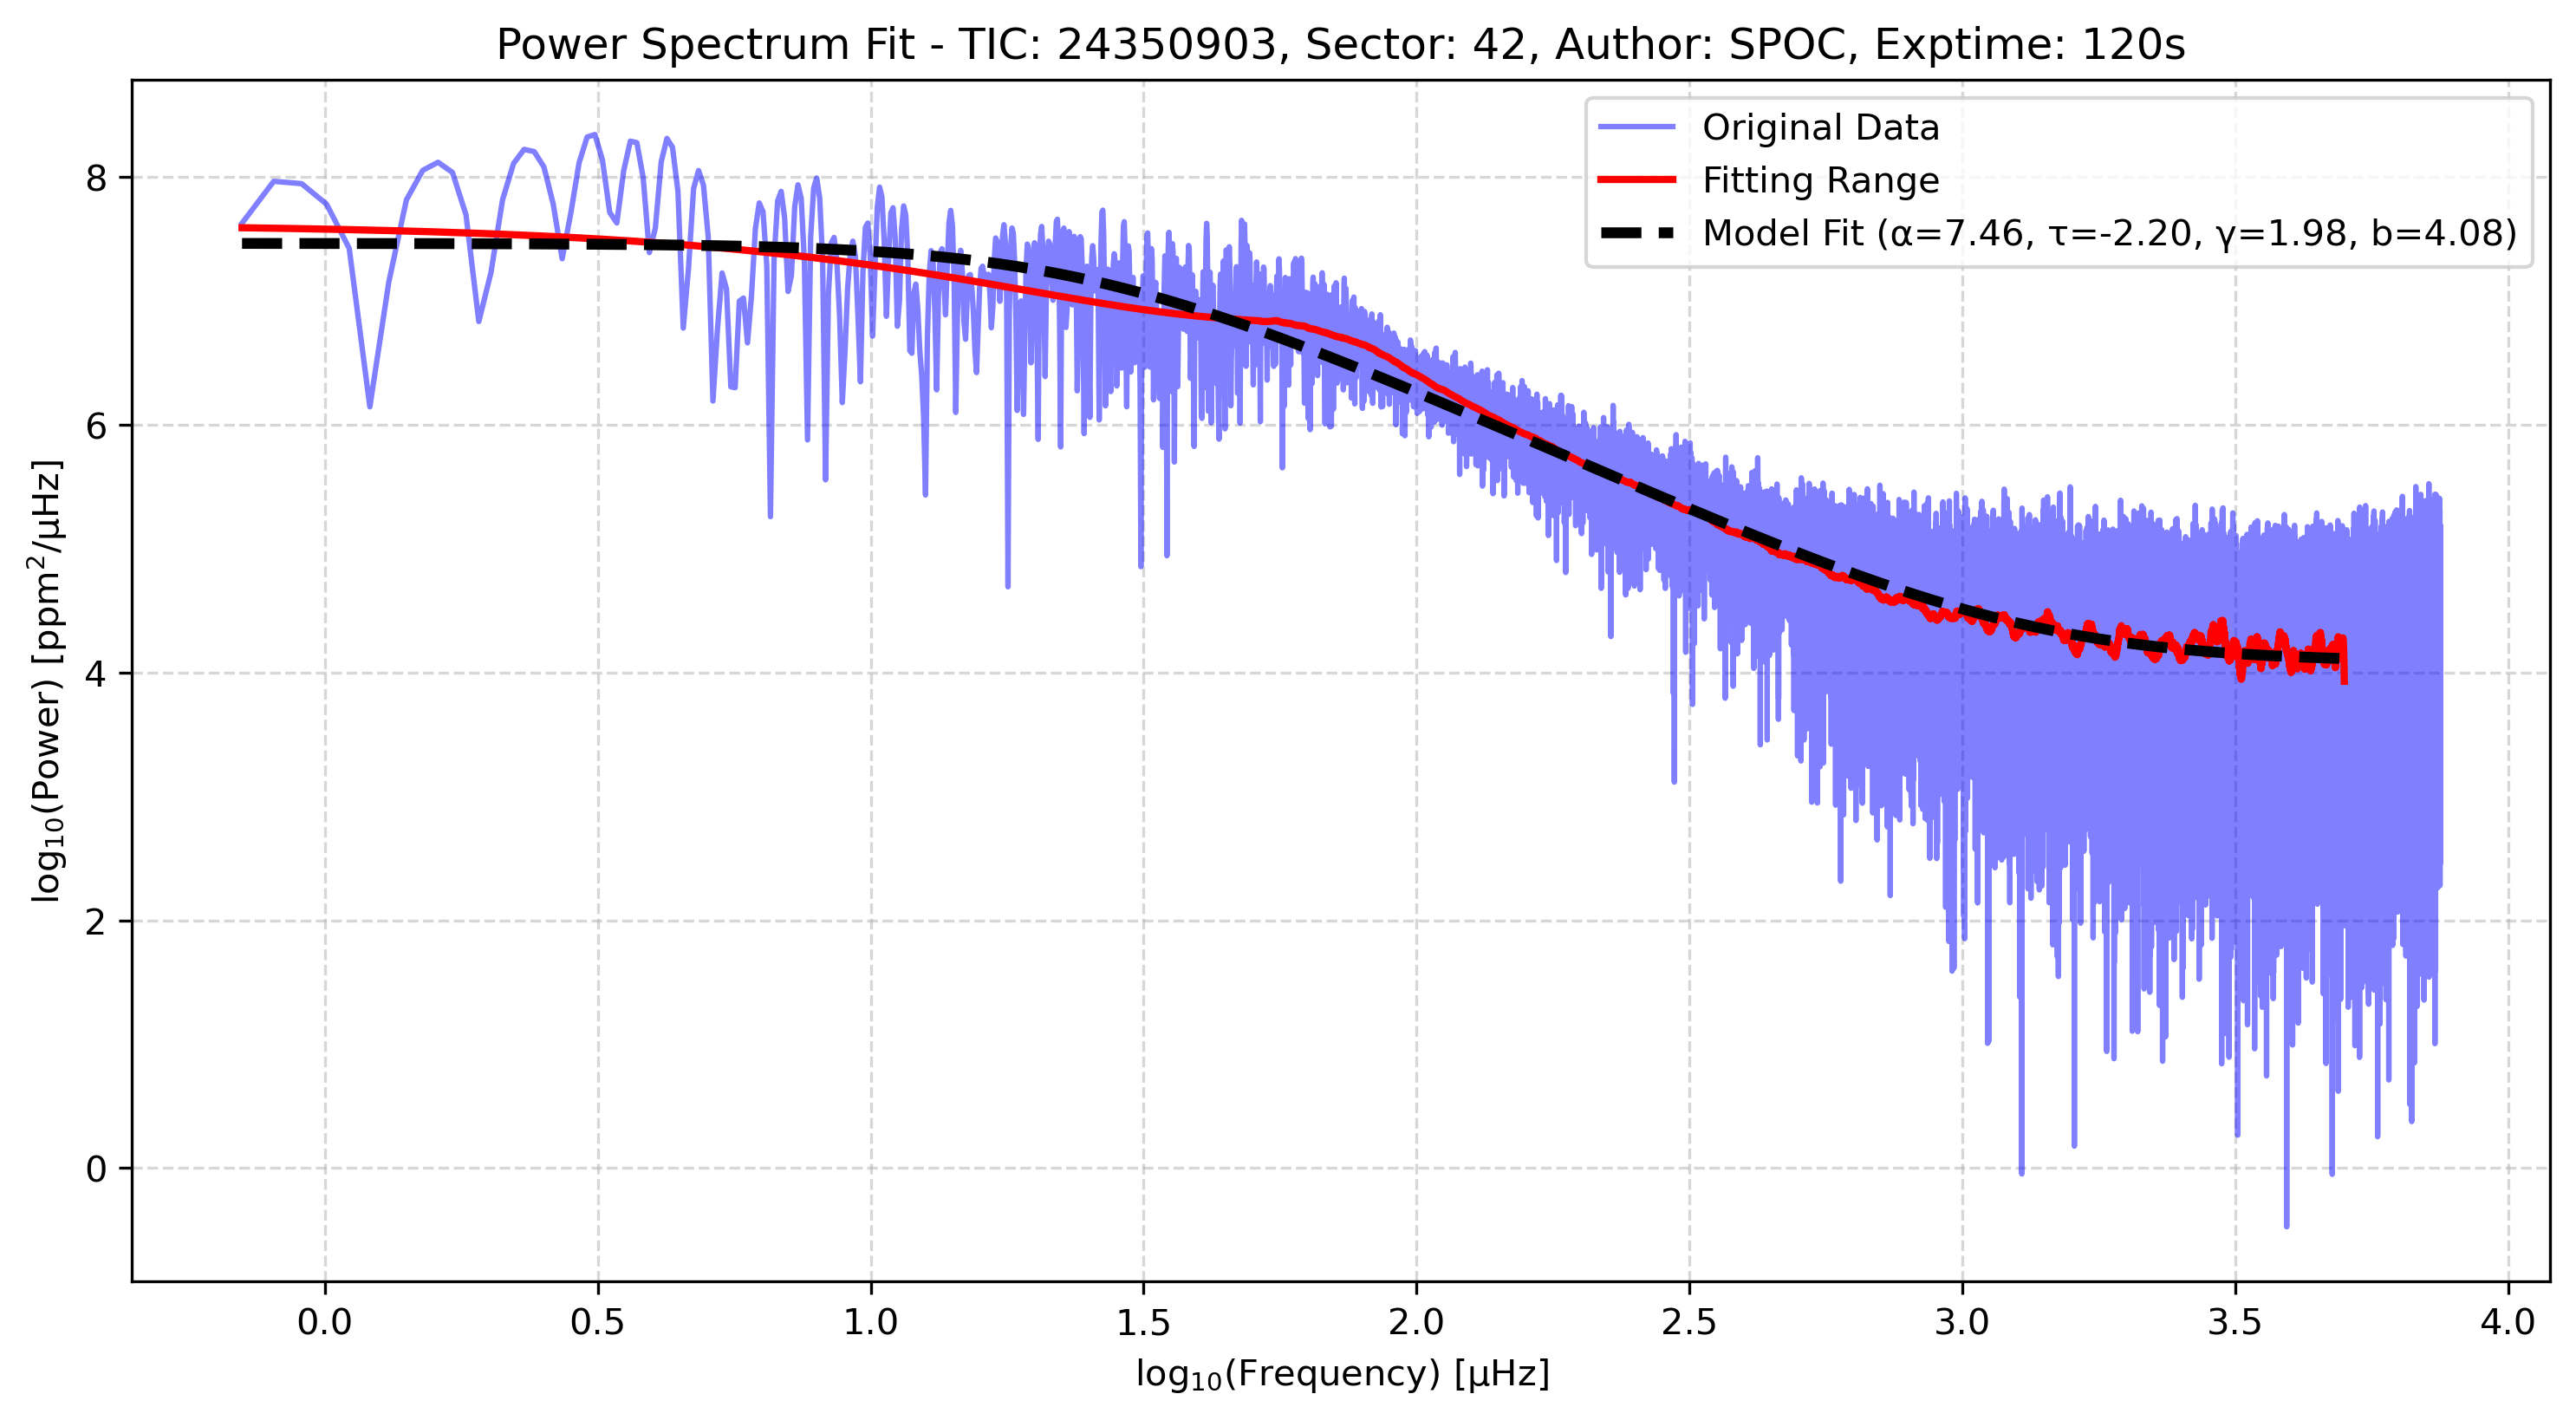 Power Spectrum Fit - TIC: 24350903, Sector: 42, Author: SPOC, Exptime: 120s
Original Data
Fitting Range
Model Fit (α=7.46, τ=-2.20, γ=1.98, b=4.08)
log₁₀(Power) [ppm²/μHz]
8
6
4
2
0
0.0 0.5 1.0 1.5 2.0 2.5 3.0 3.5 4.0
log₁₀(Frequency) [μHz]